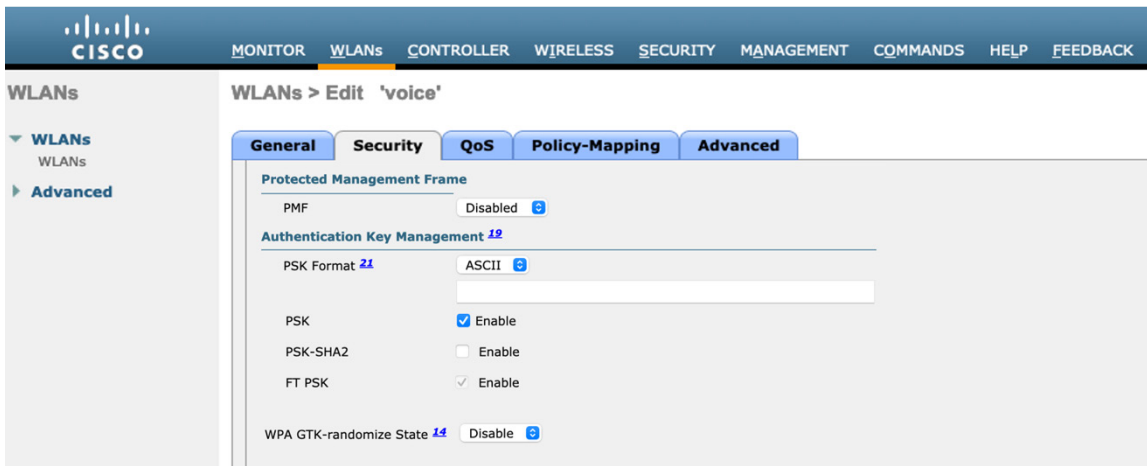 CISCO
MONITOR WLANs CONTROLLER WIRELESS SECURITY MANAGEMENT COMMANDS HELP FEEDBACK
WLANs
WLANs
WLANs
Advanced
WLANs > Edit 'voice'
General Security QoS Policy-Mapping Advanced
Protected Management Frame
PMF Disabled
Authentication Key Management 19
PSK Format 21 ASCII
PSK Enable
PSK-SHA2 Enable
FT PSK Enable
WPA GTK-randomize State 14 Disable